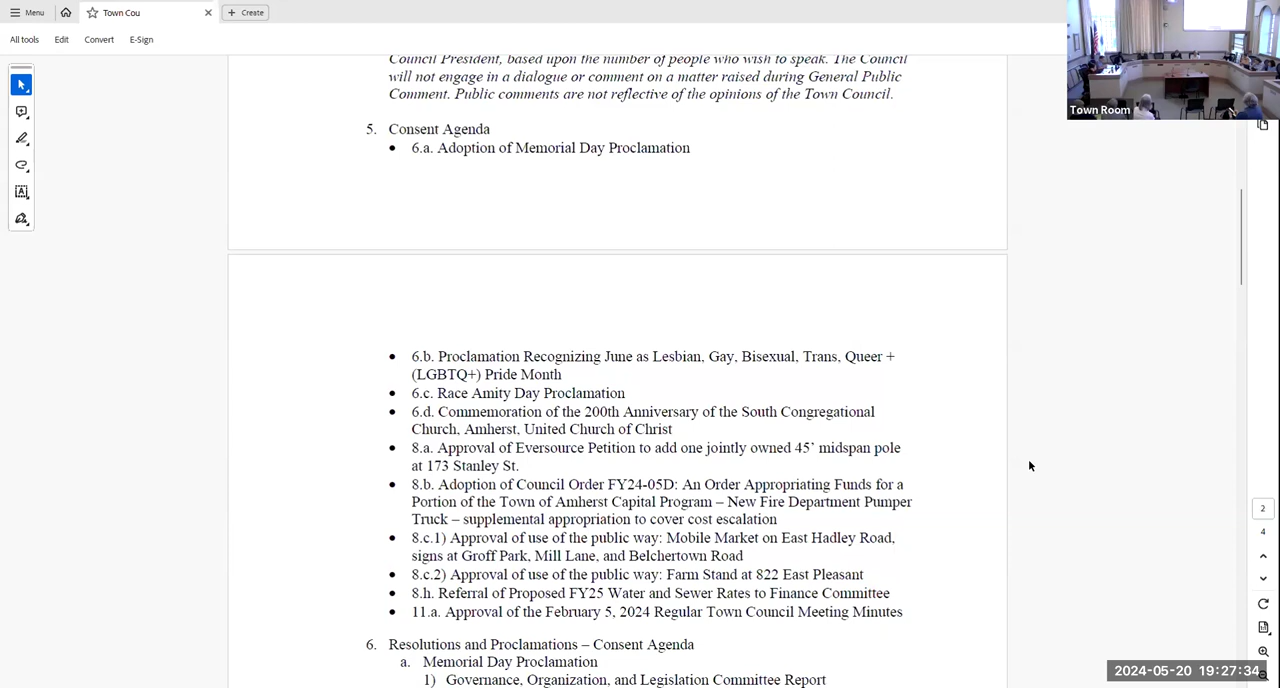 Menu
Town Cou
Create
All tools
Edit
Convert
E-Sign
Council President, based upon the number of people who wish to speak. The Council
will not engage in a dialogue or comment on a matter raised during General Public
Comment. Public comments are not reflective of the opinions of the Town Council.
5. Consent Agenda
• 6.a. Adoption of Memorial Day Proclamation
• 6.b. Proclamation Recognizing June as Lesbian, Gay, Bisexual, Trans, Queer +
(LGBTQ+) Pride Month
• 6.c. Race Amity Day Proclamation
• 6.d. Commemoration of the 200th Anniversary of the South Congregational
Church, Amherst, United Church of Christ
• 8.a. Approval of Eversource Petition to add one jointly owned 45’ midspan pole
at 173 Stanley St.
• 8.b. Adoption of Council Order FY24-05D: An Order Appropriating Funds for a
Portion of the Town of Amherst Capital Program – New Fire Department Pumper
Truck – supplemental appropriation to cover cost escalation
• 8.c.1) Approval of use of the public way: Mobile Market on East Hadley Road,
signs at Groff Park, Mill Lane, and Belchertown Road
• 8.c.2) Approval of use of the public way: Farm Stand at 822 East Pleasant
• 8.h. Referral of Proposed FY25 Water and Sewer Rates to Finance Committee
• 11.a. Approval of the February 5, 2024 Regular Town Council Meeting Minutes
6. Resolutions and Proclamations – Consent Agenda
a. Memorial Day Proclamation
1) Governance, Organization, and Legislation Committee Report
Town Room
2
4
2024-05-20 19:27:34